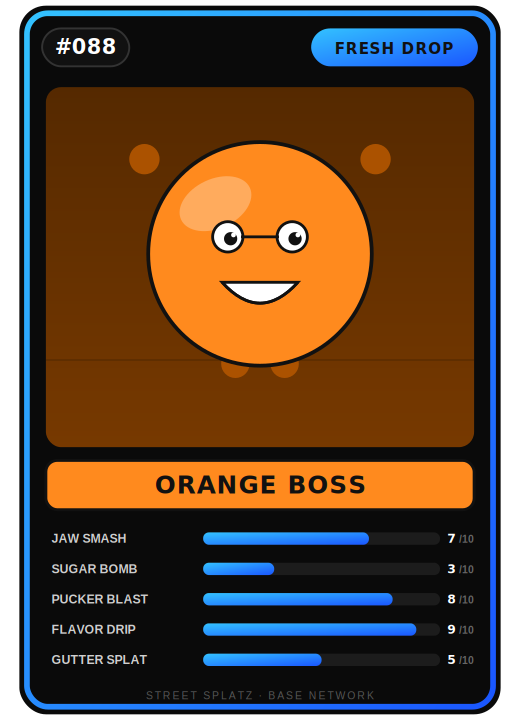 #088
FRESH DROP
ORANGE BOSS
JAW SMASH 7 /10
SUGAR BOMB 3 /10
PUCKER BLAST 8 /10
FLAVOR DRIP 9 /10
GUTTER SPLAT 5 /10
STREET SPLATZ · BASE NETWORK